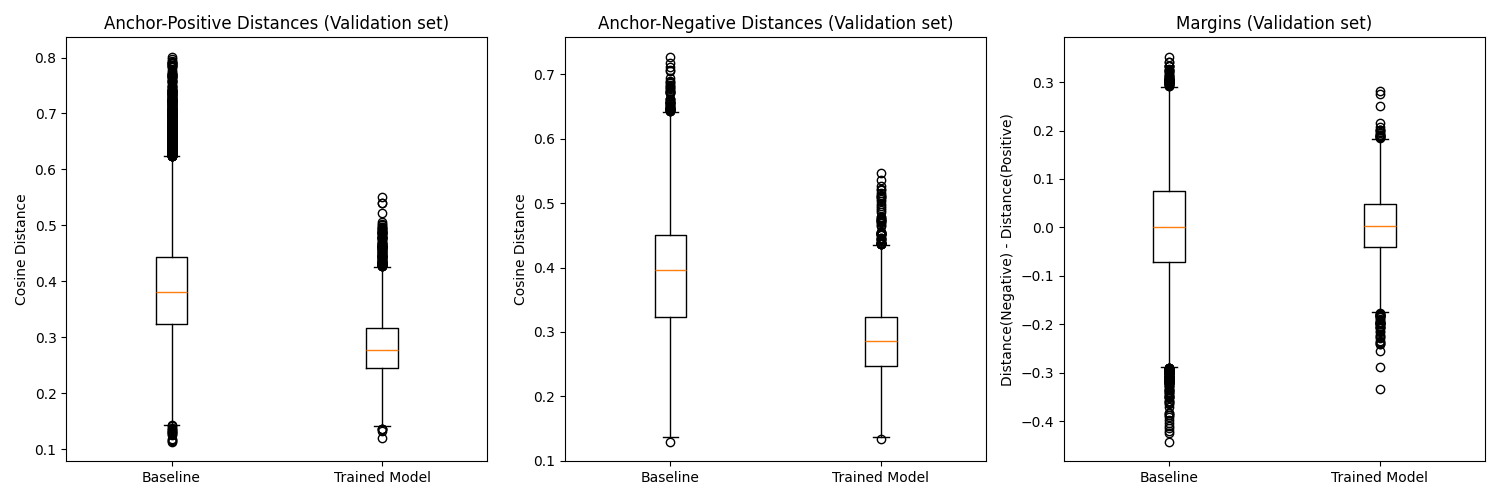 Anchor-Positive Distances (Validation set)
Cosine Distance
0.8
0.7
0.6
0.5
0.4
0.3
0.2
0.1
Baseline
Trained Model
Anchor-Negative Distances (Validation set)
Cosine Distance
0.7
0.6
0.5
0.4
0.3
0.2
0.1
Baseline
Trained Model
Margins (Validation set)
Distance(Negative) - Distance(Positive)
0.3
0.2
0.1
0.0
−0.1
−0.2
−0.3
−0.4
Baseline
Trained Model